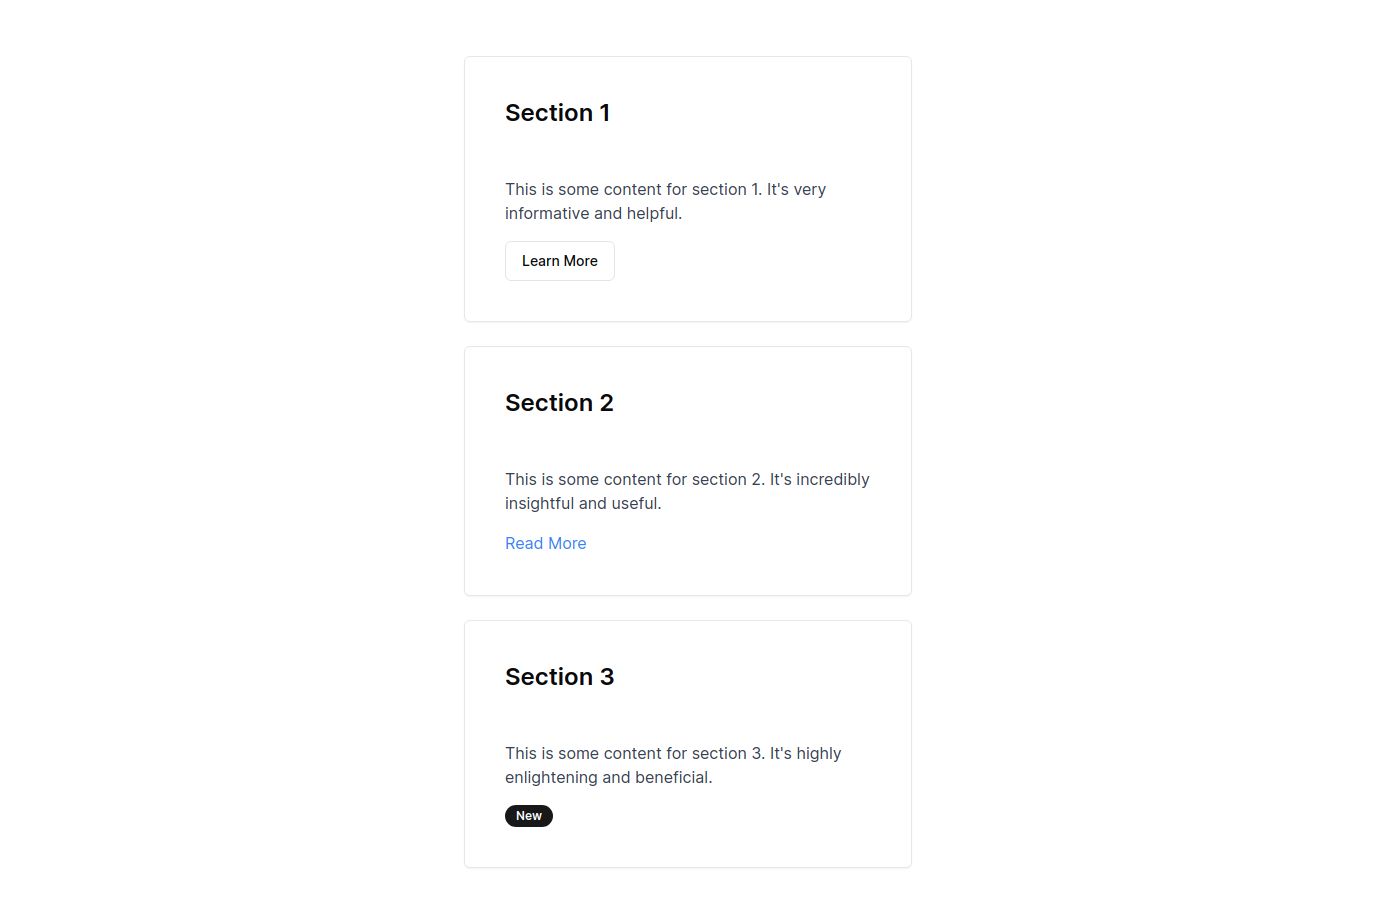 Section 1
This is some content for section 1. It's very
informative and helpful.
Learn More
Section 2
This is some content for section 2. It's incredibly
insightful and useful.
Read More
Section 3
This is some content for section 3. It's highly
enlightening and beneficial.
New